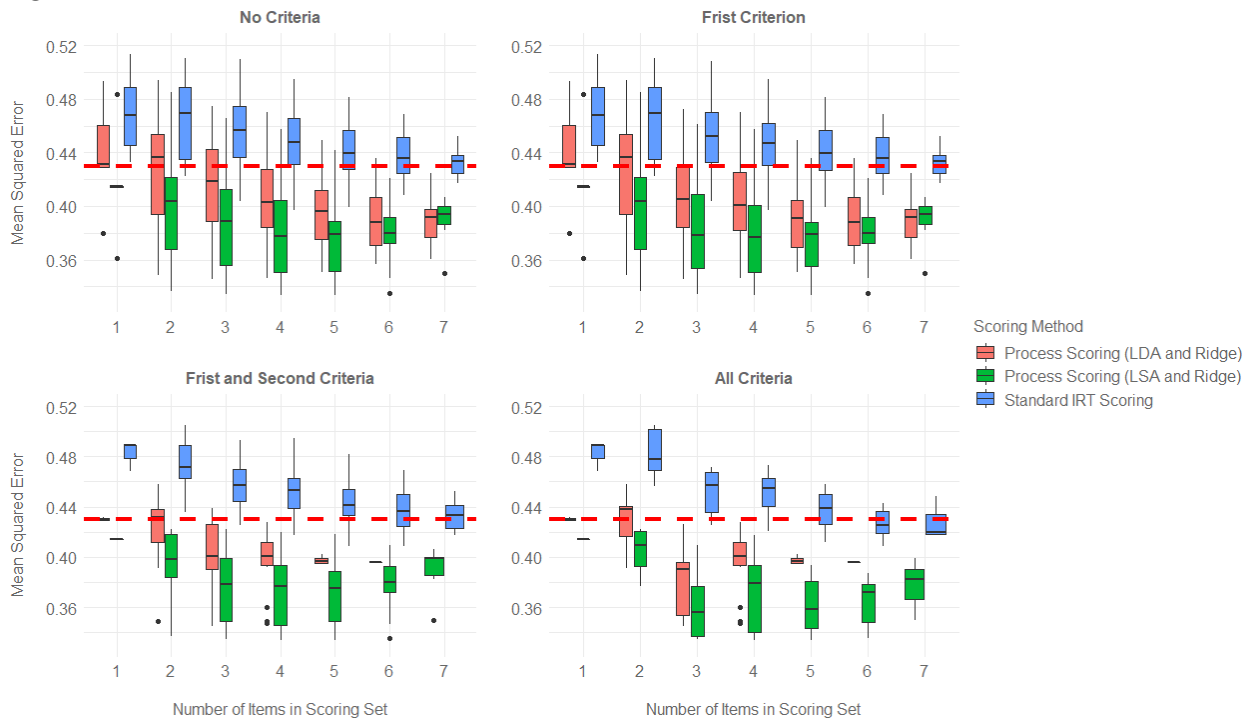 No Criteria
Frist Criterion
Mean Squared Error
0.52
0.48
0.44
0.40
0.36
1 2 3 4 5 6 7
0.52
0.48
0.44
0.40
0.36
1 2 3 4 5 6 7
Frist and Second Criteria
All Criteria
Mean Squared Error
0.52
0.48
0.44
0.40
0.36
1 2 3 4 5 6 7
0.52
0.48
0.44
0.40
0.36
1 2 3 4 5 6 7
Number of Items in Scoring Set
Number of Items in Scoring Set
Scoring Method
Process Scoring (LDA and Ridge)
Process Scoring (LSA and Ridge)
Standard IRT Scoring